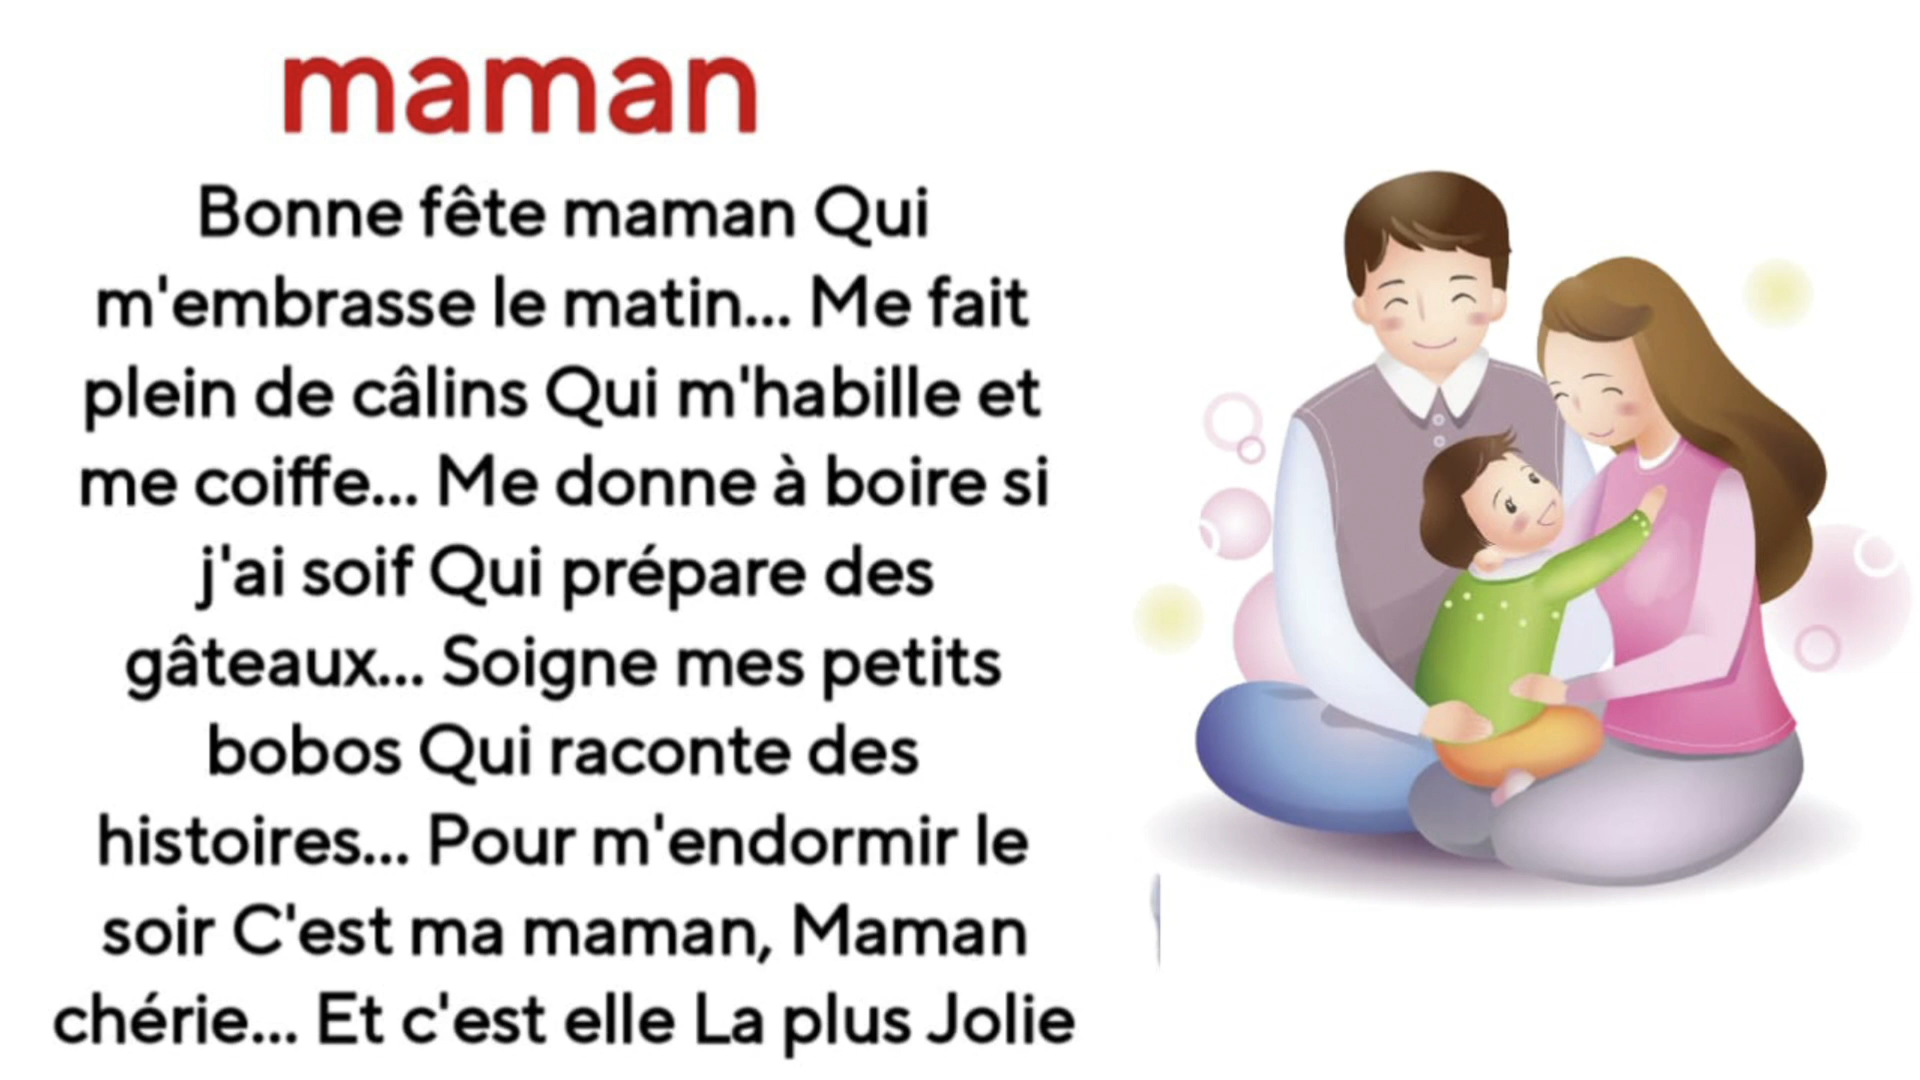 maman
Bonne fête maman Qui
m'embrasse le matin... Me fait
plein de câlins Qui m'habille et
me coiffe... Me donne à boire si
j'ai soif Qui prépare des
gâteaux... Soigne mes petits
bobos Qui raconte des
histoires... Pour m'endormir le
soir C'est ma maman, Maman
chérie... Et c'est elle La plus Jolie